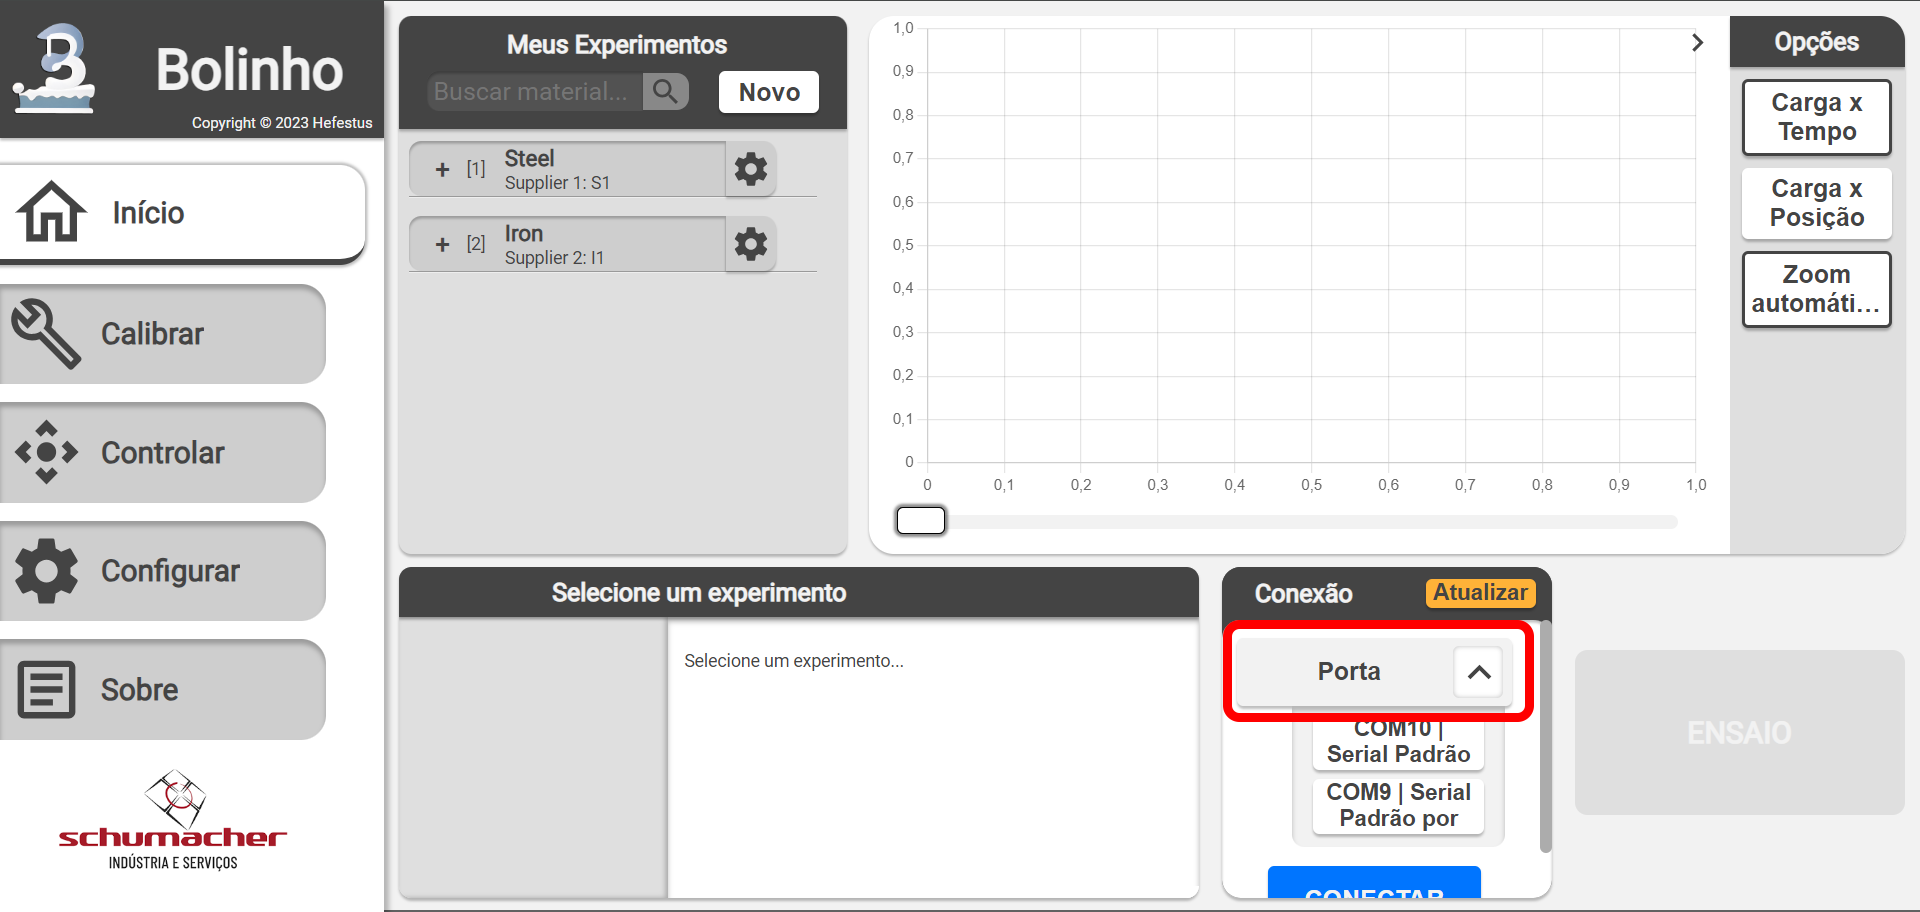 Bolinho
Copyright © 2023 Hefestus
Início
Calibrar
Controlar
Configurar
Sobre
schumacher
INDÚSTRIA E SERVIÇOS
Meus Experimentos
Buscar material...
Novo
+ [1] Steel
Supplier 1: S1
+ [2] Iron
Supplier 2: I1
1,0
0,9
0,8
0,7
0,6
0,5
0,4
0,3
0,2
0,1
0
0 0,1 0,2 0,3 0,4 0,5 0,6 0,7 0,8 0,9 1,0
Opções
Carga x
Tempo
Carga x
Posição
Zoom
automáti...
Selecione um experimento
Selecione um experimento...
Conexão
Atualizar
Porta
COM10 |
Serial Padrão
COM9 | Serial
Padrão por
CONECTAR
ENSAIO